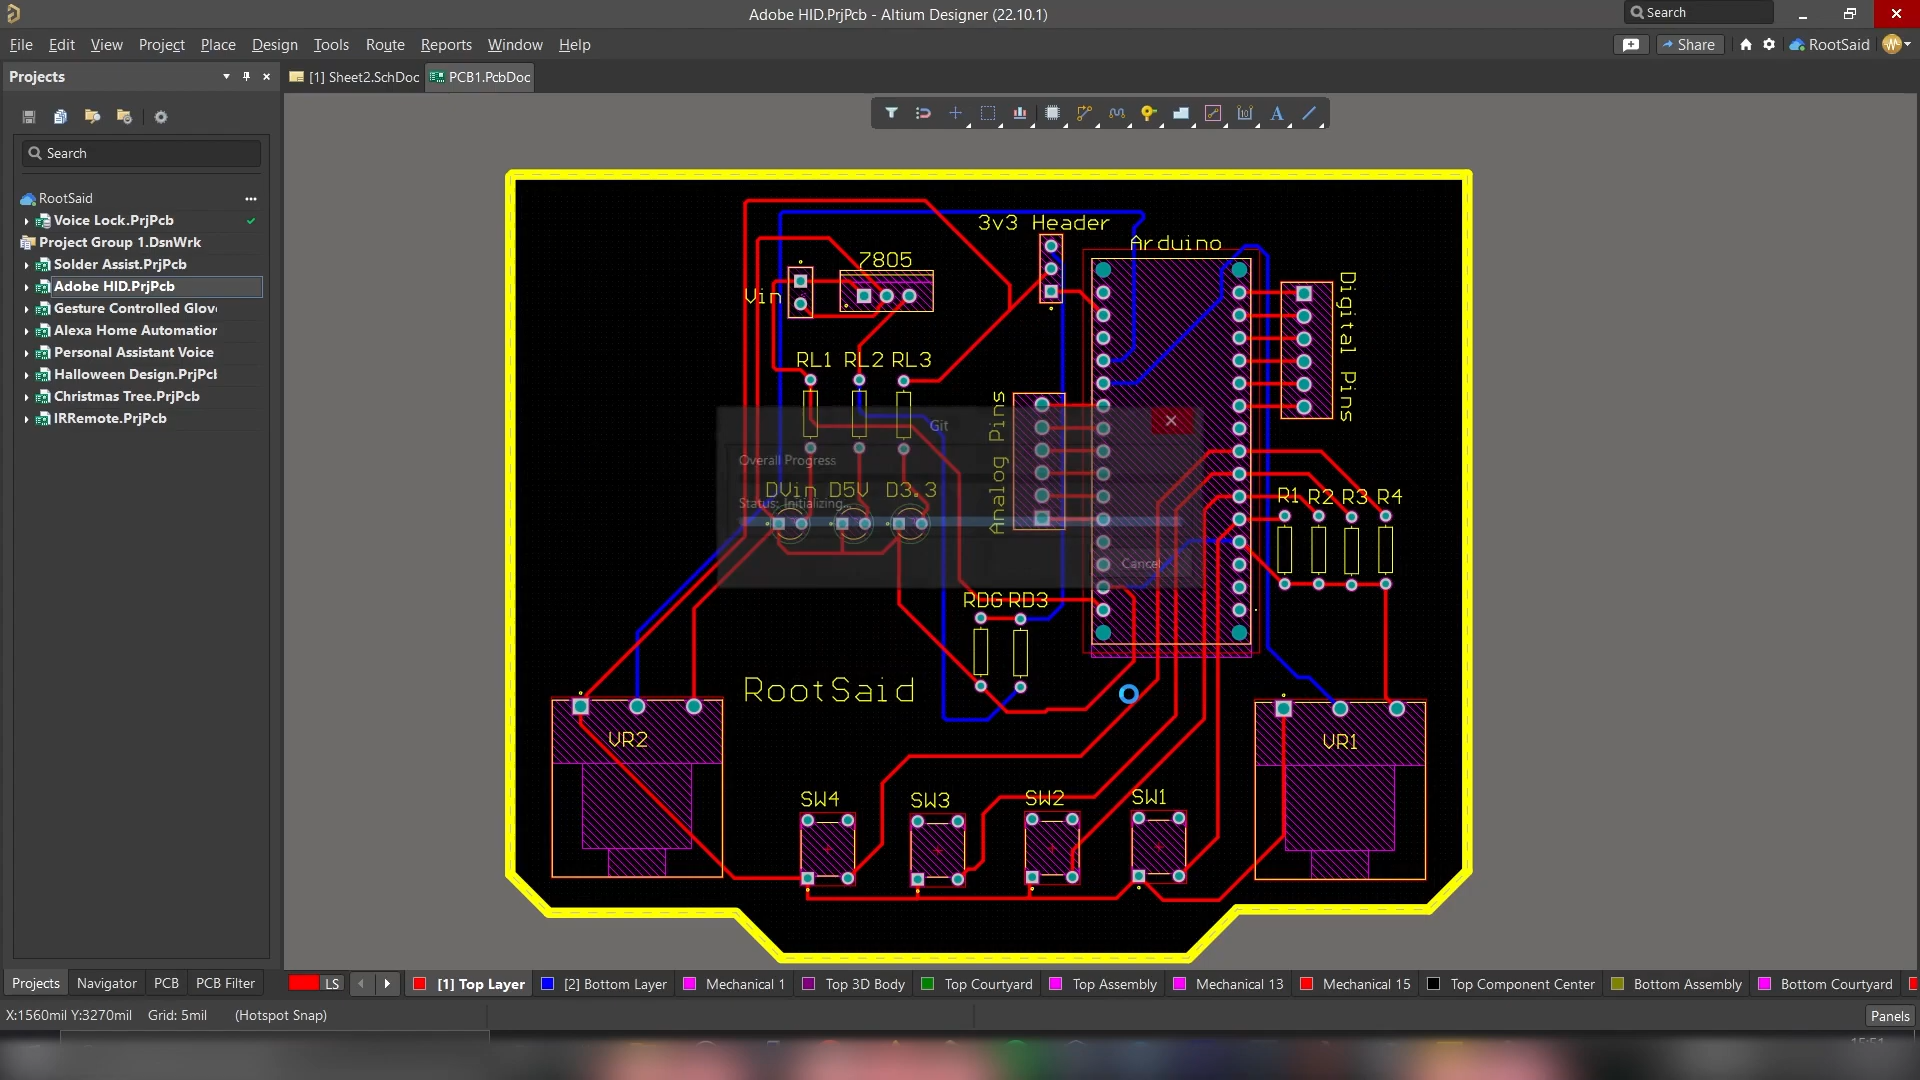 Adobe HID.PrjPcb - Altium Designer (22.10.1)
Search
File Edit View Project Place Design Tools Route Reports Window Help
Share
RootSaid
Projects
[1] Sheet2.SchDoc
PCB1.PcbDoc
Search
RootSaid
Voice Lock.PrjPcb
Project Group 1.DsnWrk
Solder Assist.PrjPcb
Adobe HID.PrjPcb
Gesture Controlled Glov
Alexa Home Automation
Personal Assistant Voice
Halloween Design.PrjPcb
Christmas Tree.PrjPcb
IRRemote.PrjPcb
3v3 Header
Arduino
7805
Vin
Digital Pins
RL1 RL2 RL3
Analog Pins
Git
Overall Progress
DVin D5V D3.3
Status: Initializing...
R1 R2 R3 R4
Cancel
RDG RD3
RootSaid
VR2
VR1
SW4 SW3 SW2 SW1
Projects Navigator PCB PCB Filter
LS
[1] Top Layer
[2] Bottom Layer
Mechanical 1
Top 3D Body
Top Courtyard
Top Assembly
Mechanical 13
Mechanical 15
Top Component Center
Bottom Assembly
Bottom Courtyard
X:1560mil Y:3270mil Grid: 5mil (Hotspot Snap)
Panels